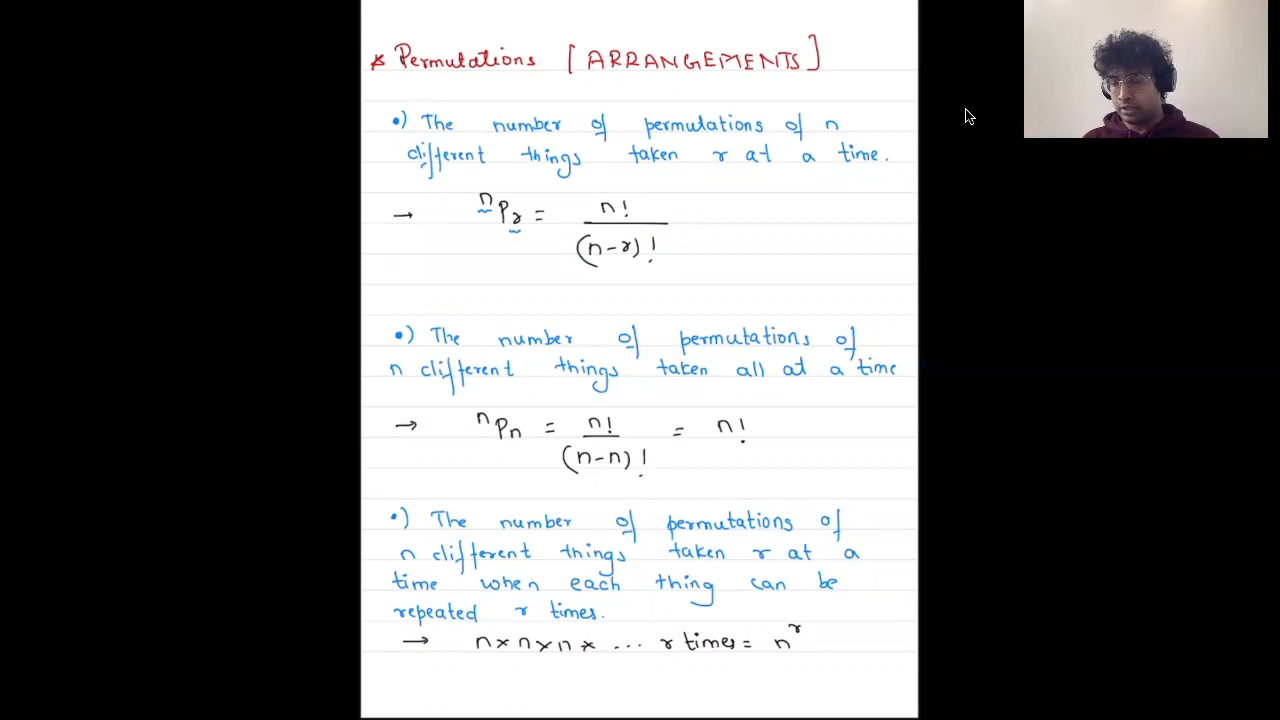 * Permutations [ARRANGEMENTS]
•) The number of permulations of n
different things taken r at a time.
→ ⁿPᵣ = n! / (n-r)!
•) The number of permutations of
n different things taken all at a time
→ ⁿPₙ = n! / (n-n)! = n!
•) The number of permutations of
n different things taken r at a
time when each thing can be
repeated r times.
→ n×n×n× ... r times = nʳ